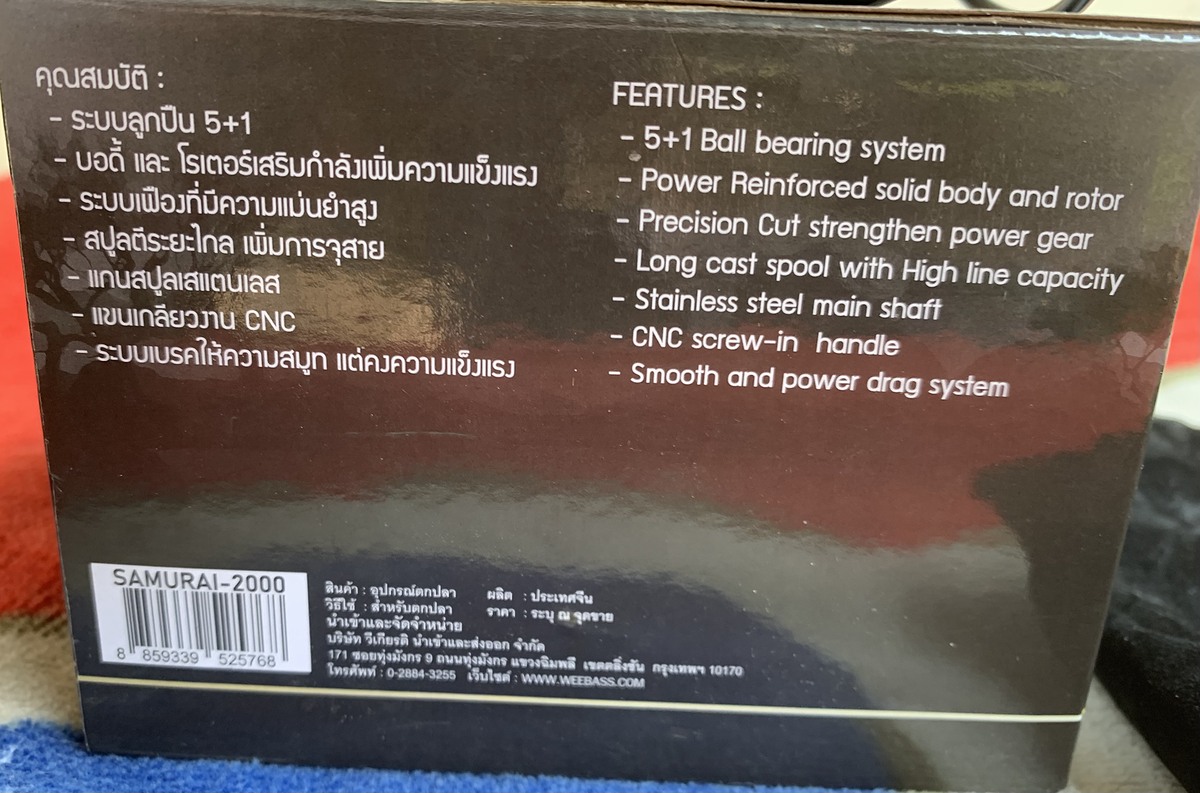 คุณสมบัติ :
- ระบบลูกปืน 5+1
- บอดี้ และ โรเตอร์เสริมกำลังเพิ่มความแข็งแรง
- ระบบเฟืองที่มีความแม่นยำสูง
- สปูลตีระยะไกล เพิ่มการจุสาย
- แกนสปูลเสแตนเลส
- แขนเกลียวงาน CNC
- ระบบเบรคให้ความสมูท แต่คงความแข็งแรง
FEATURES :
- 5+1 Ball bearing system
- Power Reinforced solid body and rotor
- Precision Cut strengthen power gear
- Long cast spool with High line capacity
- Stainless steel main shaft
- CNC screw-in handle
- Smooth and power drag system
SAMURAI-2000
8 859339 525768
สินค้า : อุปกรณ์ตกปลา ผลิต : ประเทศจีน
วิธีใช้ : สำหรับตกปลา ราคา : ระบุ ณ จุดขาย
นำเข้าและจัดจำหน่าย
บริษัท วีเกียรติ นำเข้าและส่งออก จำกัด
171 ซอยทุ่งมังกร 9 ถนนทุ่งมังกร แขวงฉิมพลี เขตตลิ่งชัน กรุงเทพฯ 10170
โทรศัพท์ : 0-2884-3255 เว็บไซต์ : WWW.WEEBASS.COM